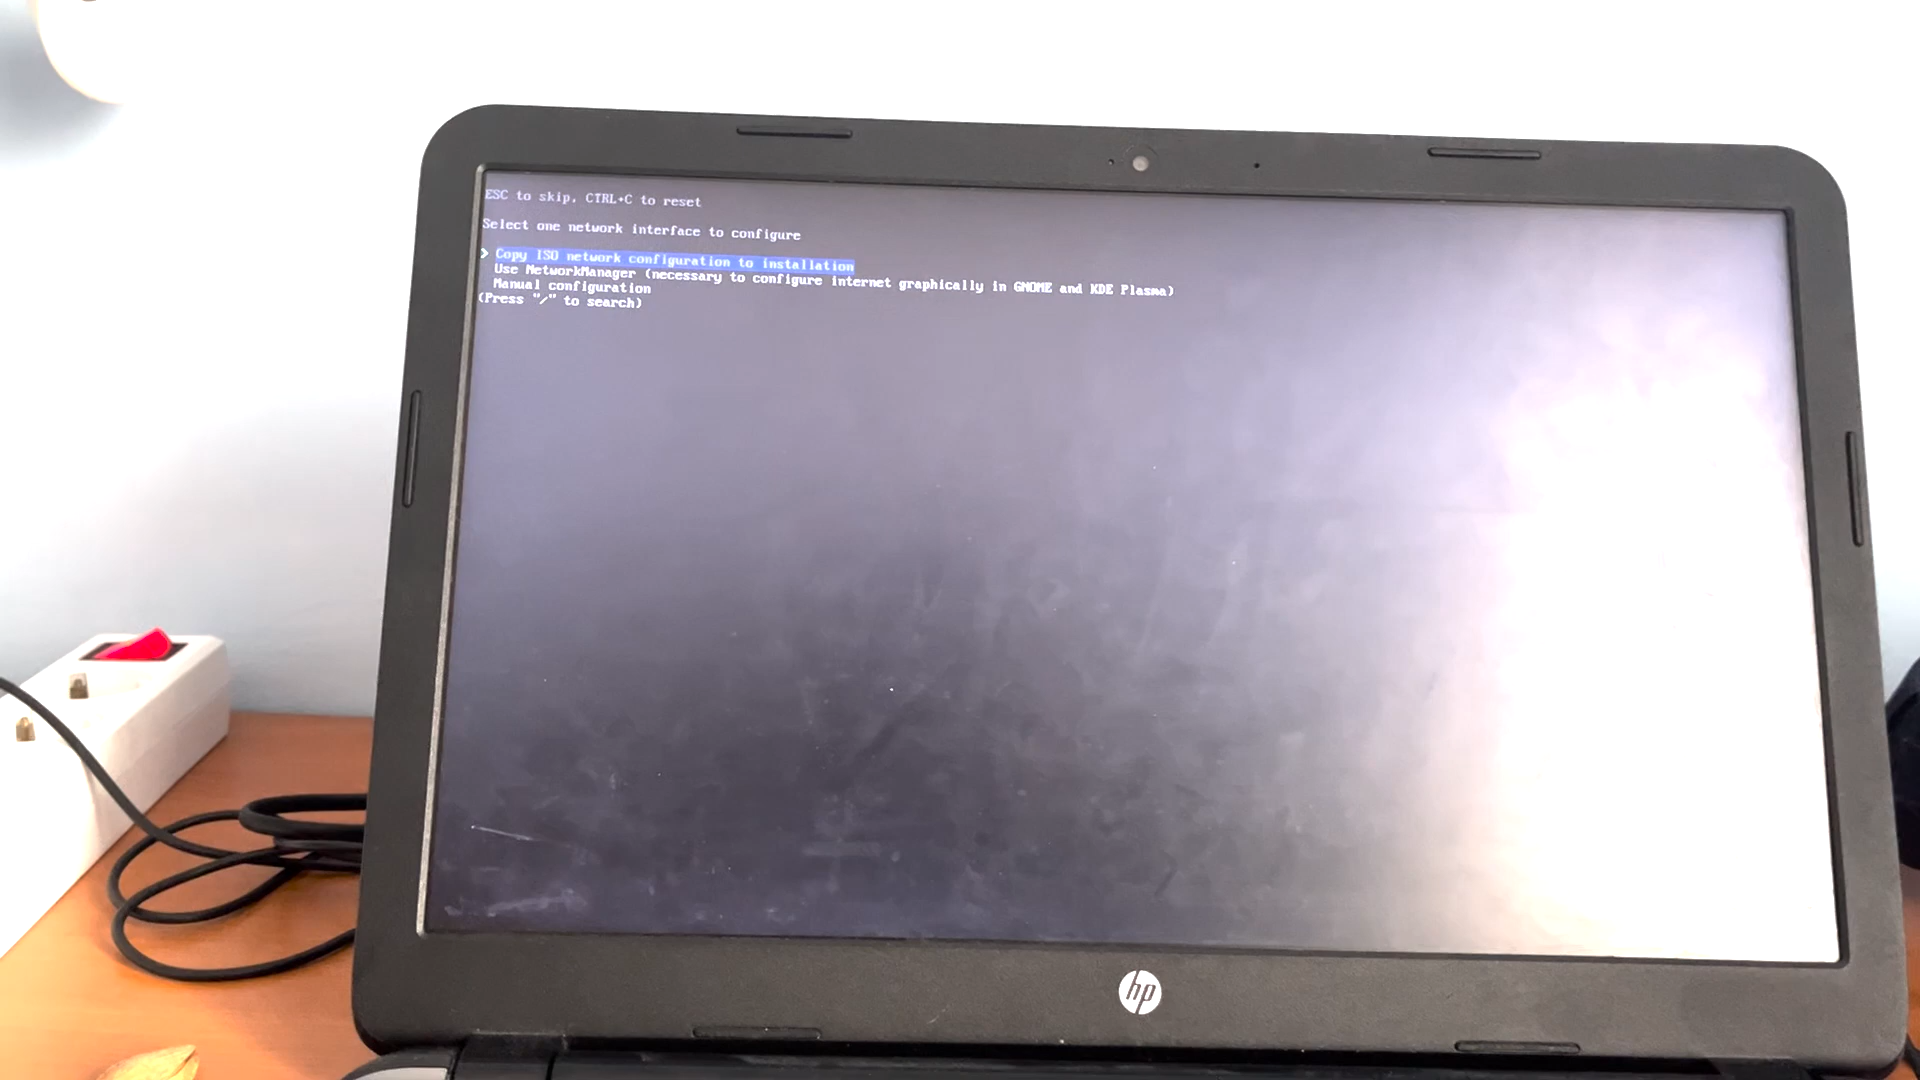 ESC to skip, CTRL+C to reset
Select one network interface to configure
> Copy ISO network configuration to installation
Use NetworkManager (necessary to configure internet graphically in GNOME and KDE Plasma)
Manual configuration
(Press "/" to search)
hp